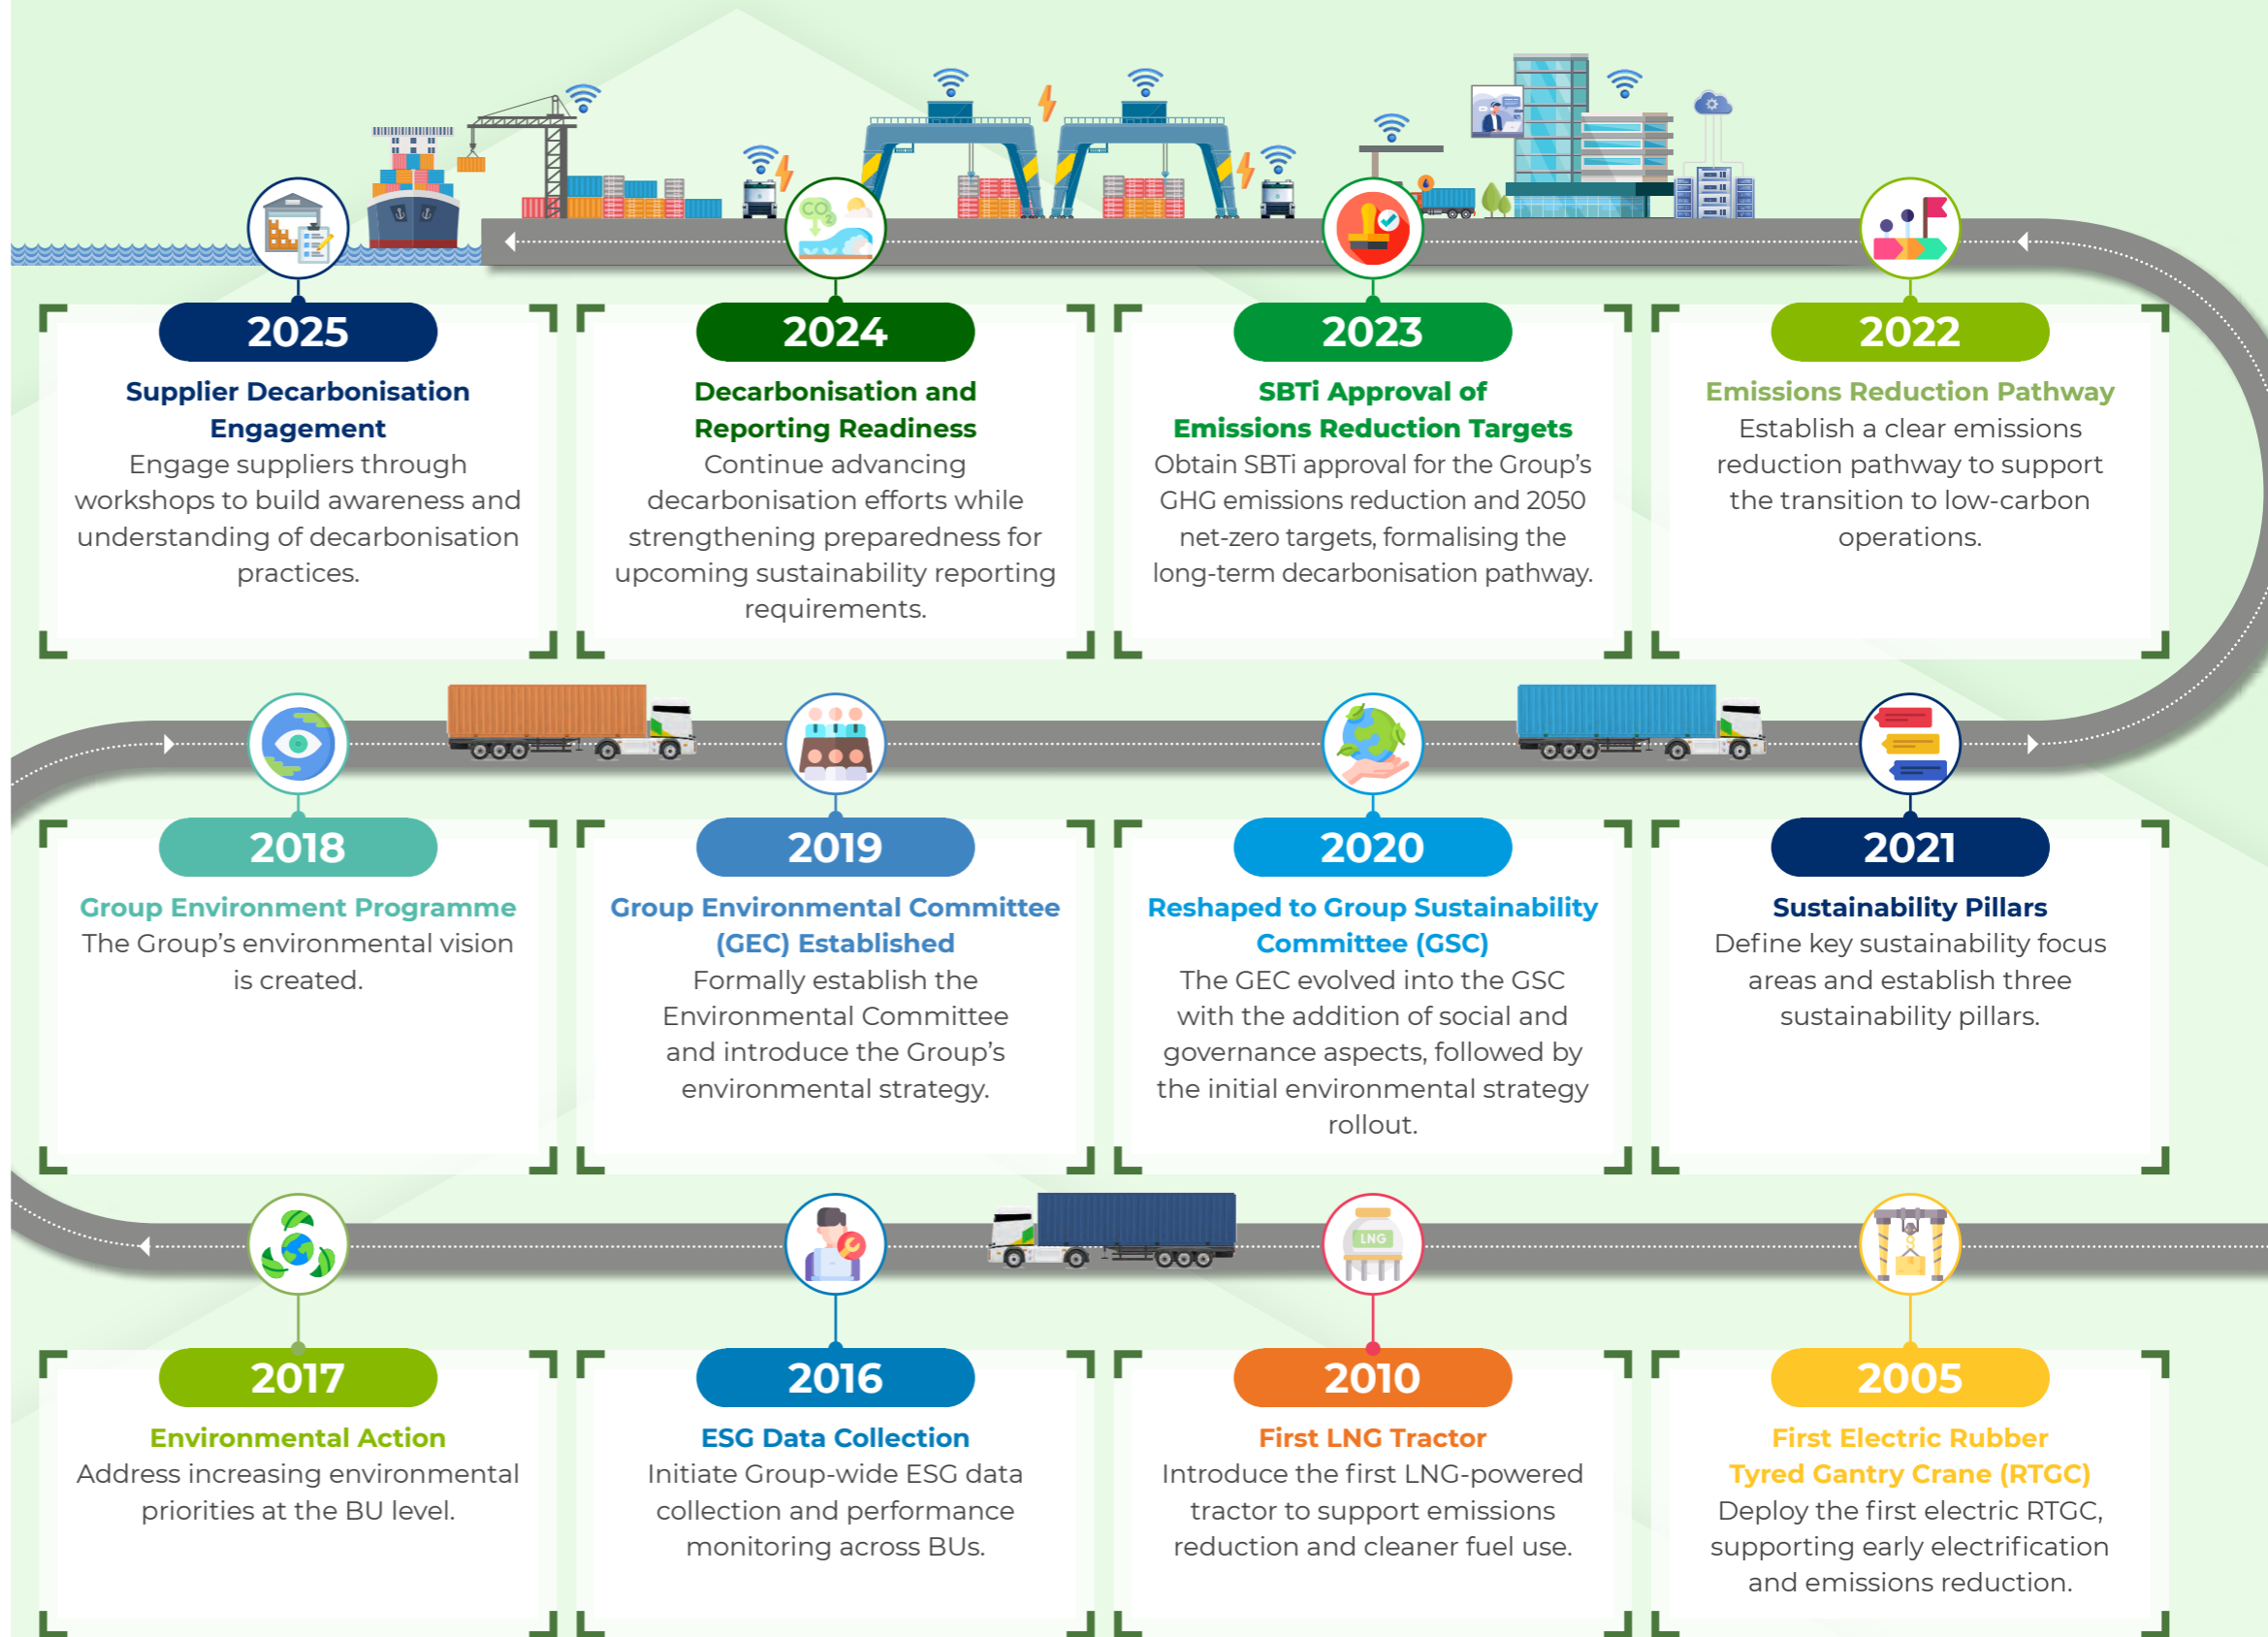 2025
Supplier Decarbonisation
Engagement
Engage suppliers through
workshops to build awareness and
understanding of decarbonisation
practices.
CO2
2024
Decarbonisation and
Reporting Readiness
Continue advancing
decarbonisation efforts while
strengthening preparedness for
upcoming sustainability reporting
requirements.
2023
SBTi Approval of
Emissions Reduction Targets
Obtain SBTi approval for the Group’s
GHG emissions reduction and 2050
net-zero targets, formalising the
long-term decarbonisation pathway.
2022
Emissions Reduction Pathway
Establish a clear emissions
reduction pathway to support
the transition to low-carbon
operations.
2018
Group Environment Programme
The Group’s environmental vision
is created.
2019
Group Environmental Committee
(GEC) Established
Formally establish the
Environmental Committee
and introduce the Group’s
environmental strategy.
2020
Reshaped to Group Sustainability
Committee (GSC)
The GEC evolved into the GSC
with the addition of social and
governance aspects, followed by
the initial environmental strategy
rollout.
2021
Sustainability Pillars
Define key sustainability focus
areas and establish three
sustainability pillars.
2017
Environmental Action
Address increasing environmental
priorities at the BU level.
2016
ESG Data Collection
Initiate Group-wide ESG data
collection and performance
monitoring across BUs.
LNG
2010
First LNG Tractor
Introduce the first LNG-powered
tractor to support emissions
reduction and cleaner fuel use.
2005
First Electric Rubber
Tyred Gantry Crane (RTGC)
Deploy the first electric RTGC,
supporting early electrification
and emissions reduction.